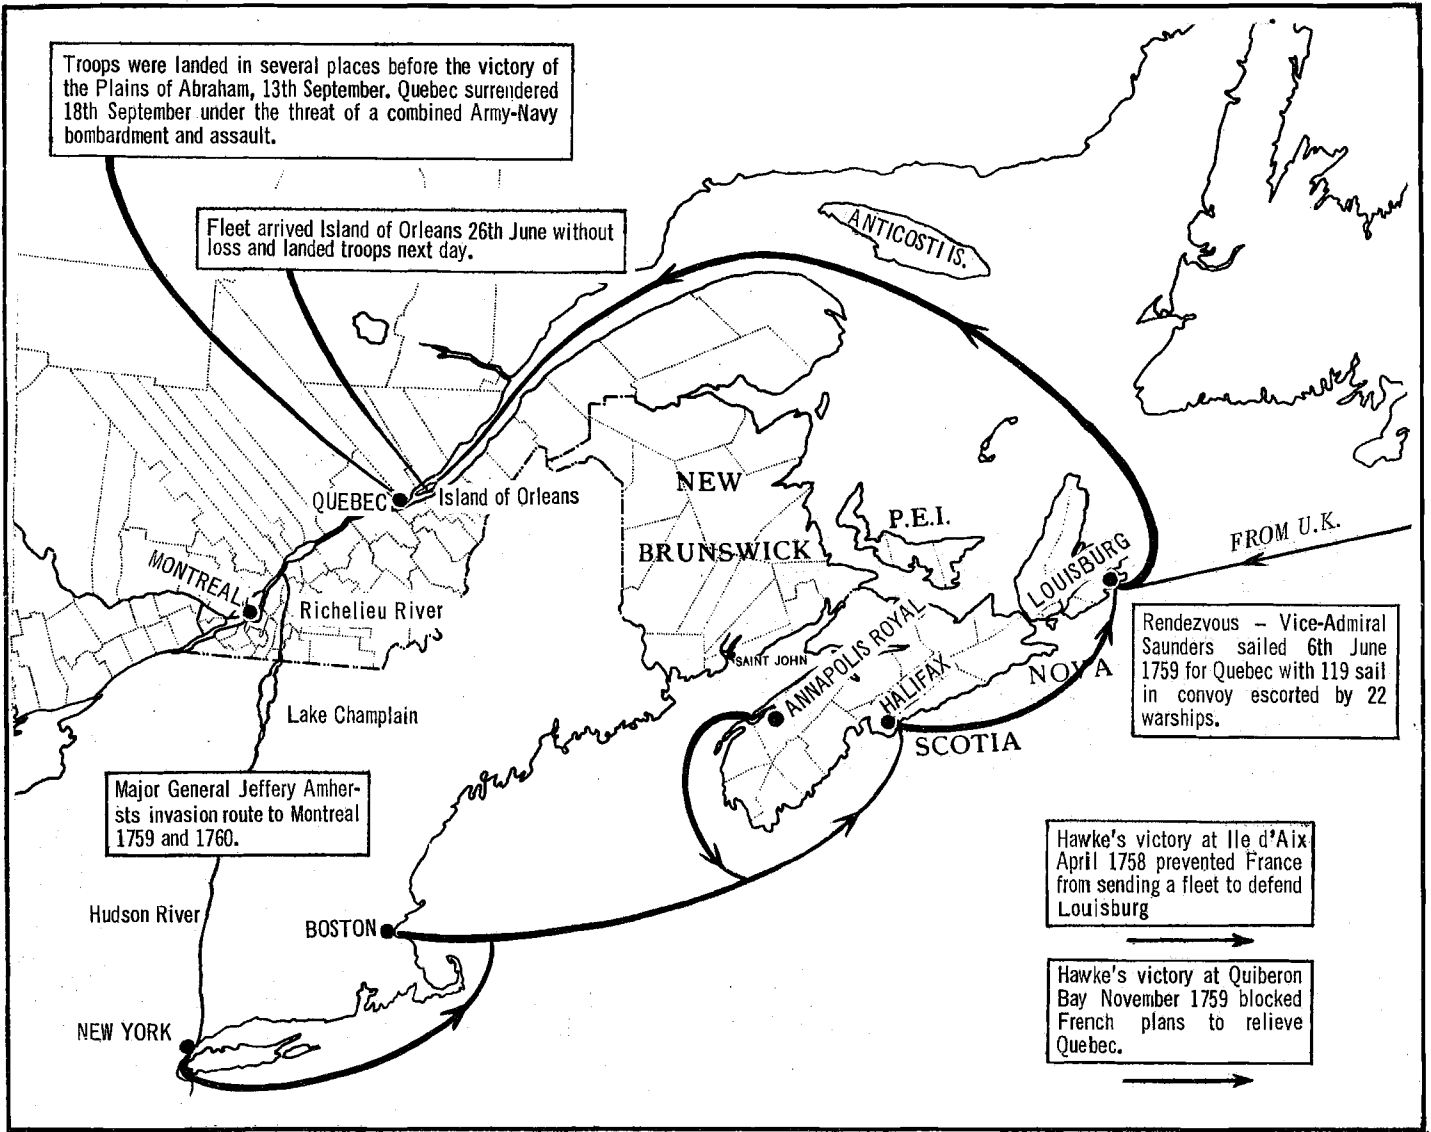 Troops were landed in several places before the victory of
the Plains of Abraham, 13th September. Quebec surrendered
18th September under the threat of a combined Army-Navy
bombardment and assault.
Fleet arrived Island of Orleans 26th June without
loss and landed troops next day.
ANTICOSTI IS.
QUEBEC
Island of Orleans
NEW
BRUNSWICK
P.E.I.
FROM U.K.
MONTREAL
Richelieu River
LOUISBURG
Rendezvous – Vice-Admiral
Saunders sailed 6th June
1759 for Quebec with 119 sail
in convoy escorted by 22
warships.
SAINT JOHN
ANNAPOLIS ROYAL
HALIFAX
NOVA
SCOTIA
Lake Champlain
Major General Jeffery Amher-
sts invasion route to Montreal
1759 and 1760.
Hudson River
BOSTON
NEW YORK
Hawke's victory at Ile d'Aix
April 1758 prevented France
from sending a fleet to defend
Louisburg
Hawke's victory at Quiberon
Bay November 1759 blocked
French plans to relieve
Quebec.